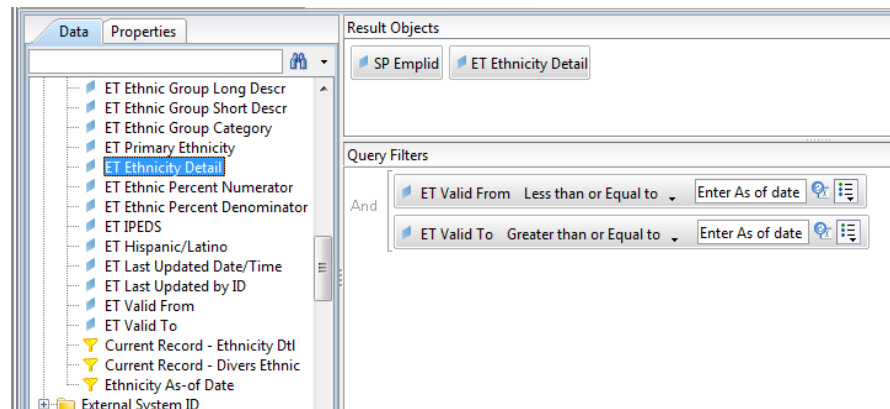 Data Properties
ET Ethnic Group Long Descr
ET Ethnic Group Short Descr
ET Ethnic Group Category
ET Primary Ethnicity
ET Ethnicity Detail
ET Ethnic Percent Numerator
ET Ethnic Percent Denominator
ET IPEDS
ET Hispanic/Latino
ET Last Updated Date/Time
ET Last Updated by ID
ET Valid From
ET Valid To
Current Record - Ethnicity Dtl
Current Record - Divers Ethnic
Ethnicity As-of Date
External System ID
Result Objects
SP Emplid ET Ethnicity Detail
Query Filters
And
ET Valid From Less than or Equal to Enter As of date
ET Valid To Greater than or Equal to Enter As of date